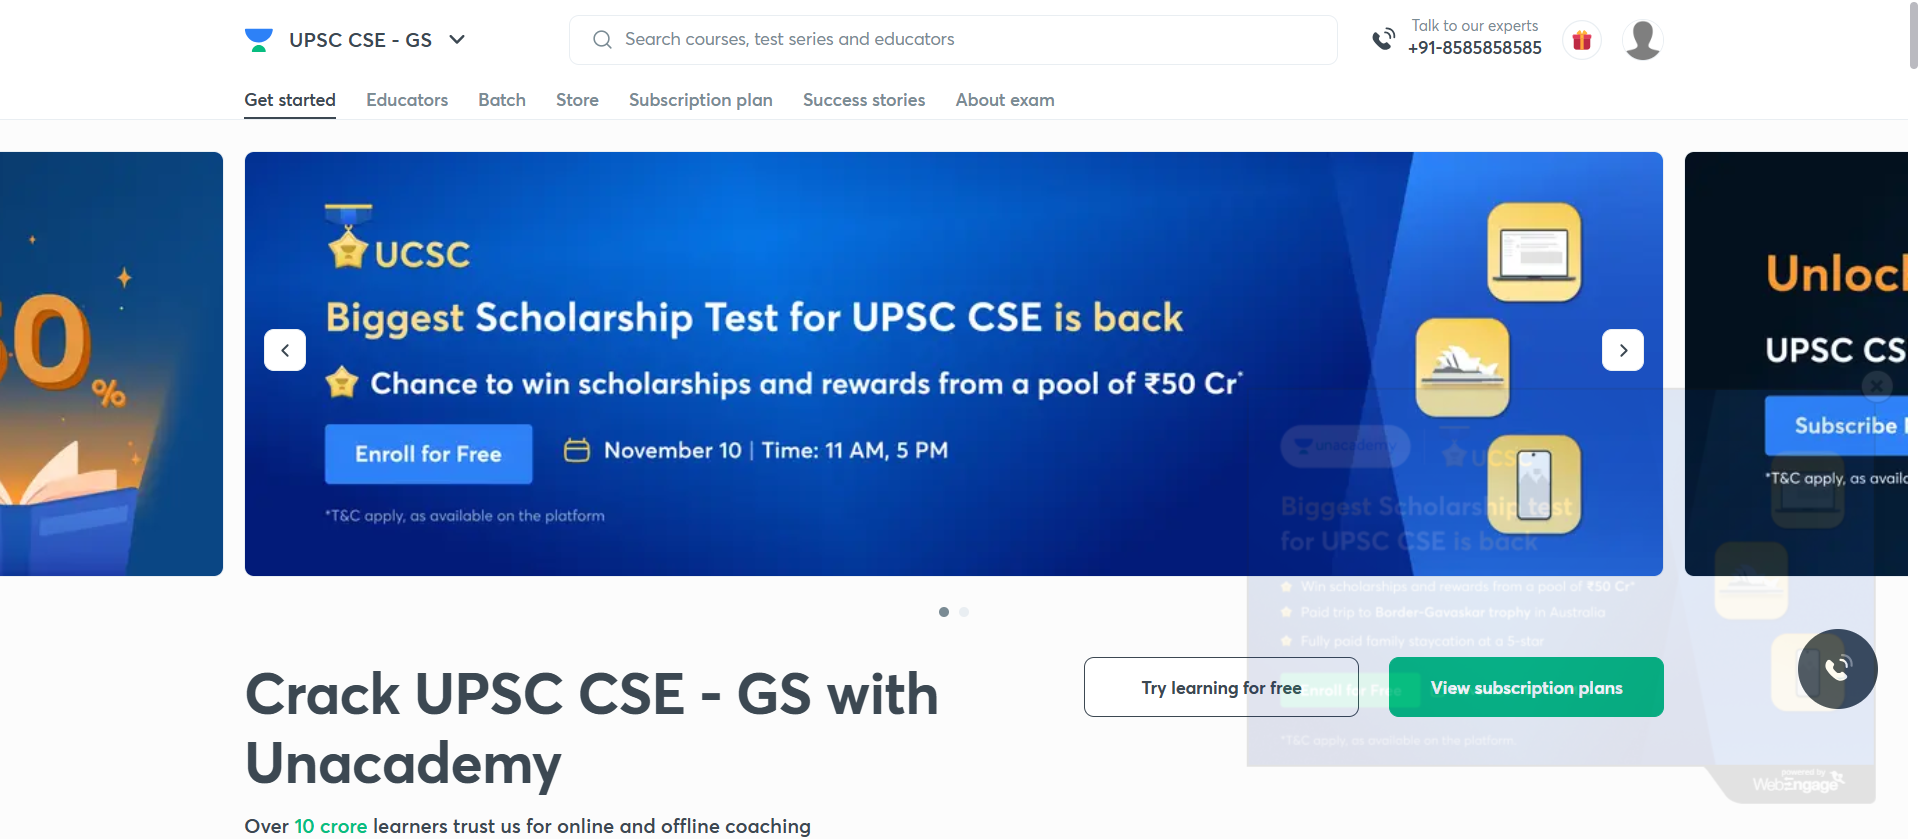 UPSC CSE - GS
Search courses, test series and educators
Talk to our experts
+91-8585858585
Get started
Educators
Batch
Store
Subscription plan
Success stories
About exam
%
UCSC
Biggest Scholarship Test for UPSC CSE is back
Chance to win scholarships and rewards from a pool of ₹50 Cr*
Enroll for Free
November 10 | Time: 11 AM, 5 PM
*T&C apply, as available on the platform
UPSC CS
Subscribe
*T&C apply, as
unacademy
UCSC
Biggest Scholarship test
for UPSC CSE is back
Win scholarships and rewards from a pool of ₹50 Cr*
Paid trip to Border-Gavaskar trophy in Australia
Fully paid family staycation at a 5-star
Enroll for Free
*T&C apply, as available on the platform
powered by
WebEngage
Crack UPSC CSE - GS with
Unacademy
Try learning for free
View subscription plans
Over 10 crore learners trust us for online and offline coaching